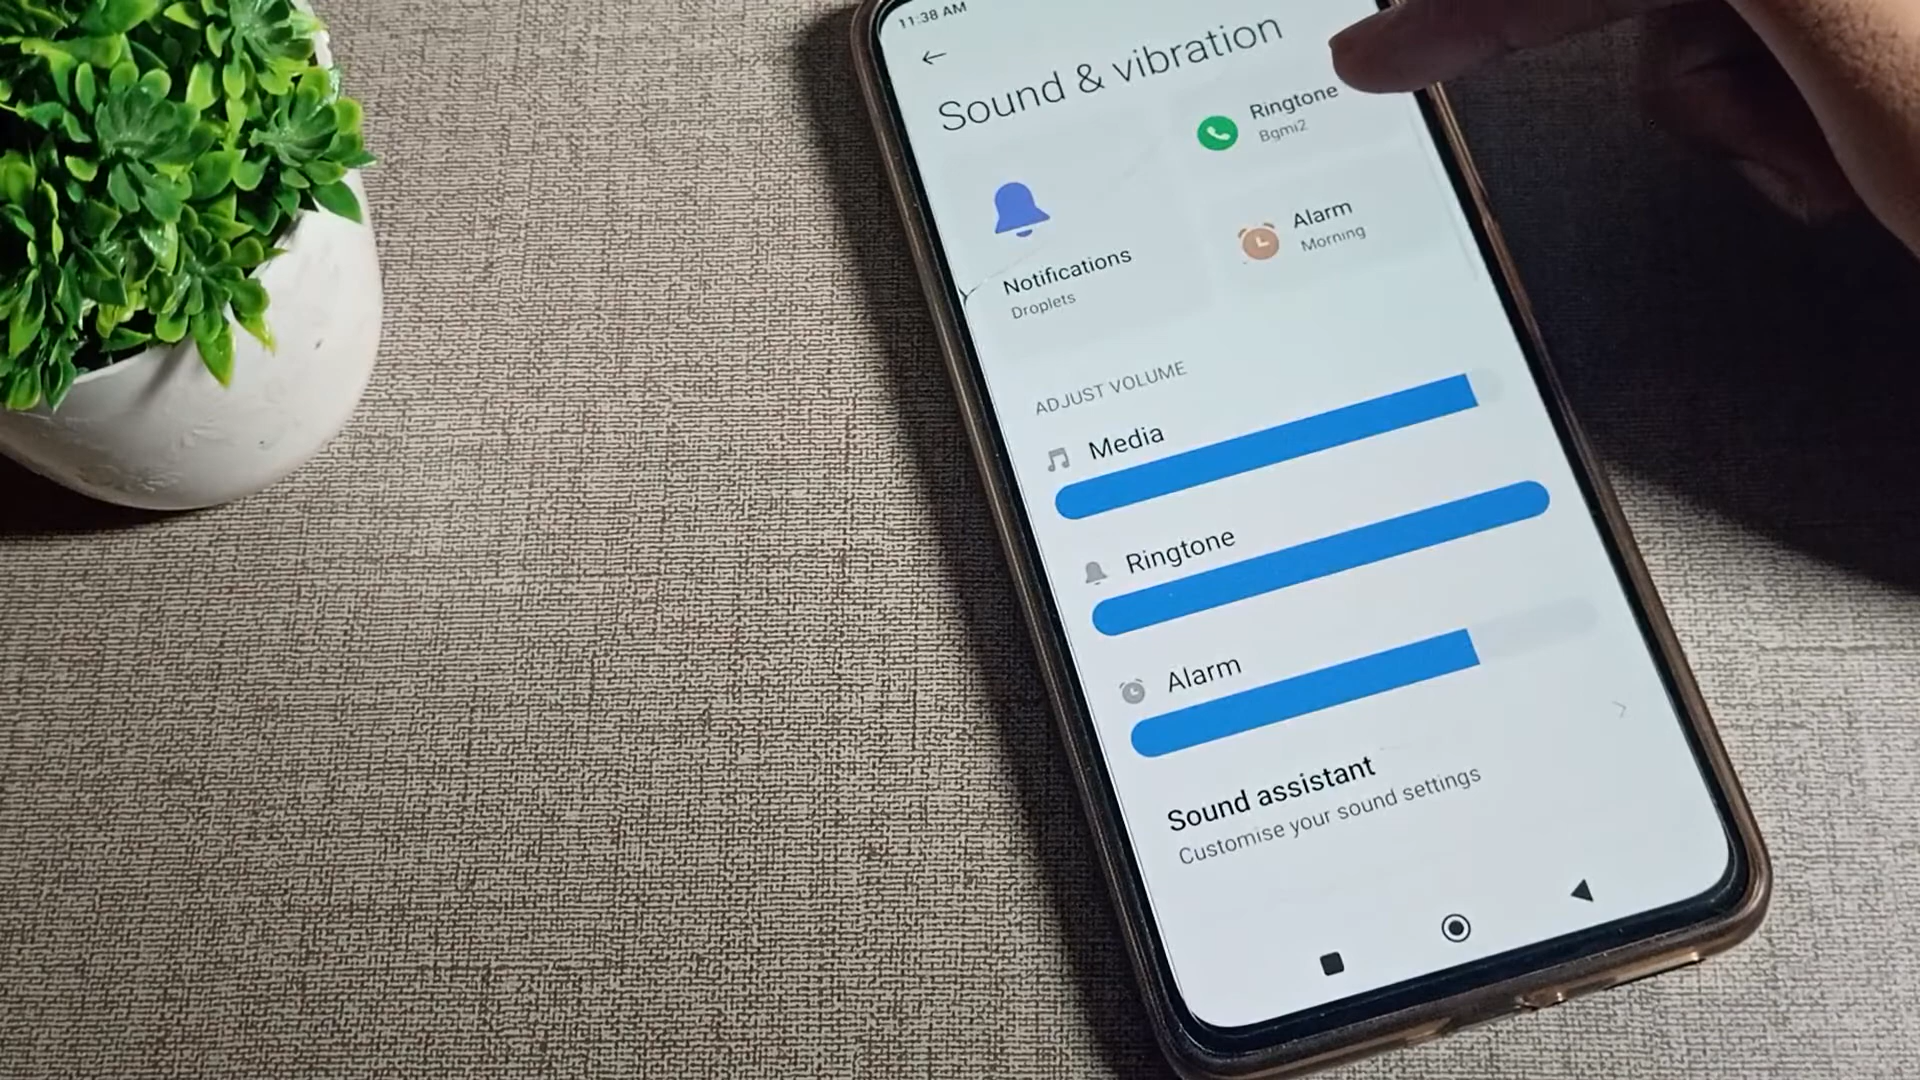 11:38 AM
Sound & vibration
Ringtone
Bgmi2
Alarm
Morning
Notifications
Droplets
ADJUST VOLUME
Media
Ringtone
Alarm
Sound assistant
Customise your sound settings